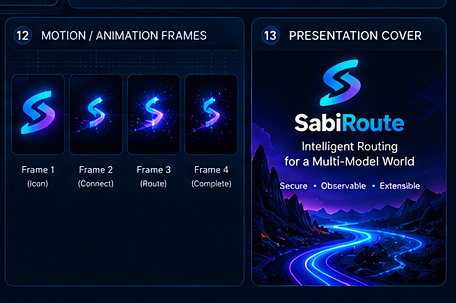 12 MOTION / ANIMATION FRAMES
Frame 1
(Icon)
Frame 2
(Connect)
Frame 3
(Route)
Frame 4
(Complete)
13 PRESENTATION COVER
SabiRoute
Intelligent Routing
for a Multi-Model World
Secure • Observable • Extensible